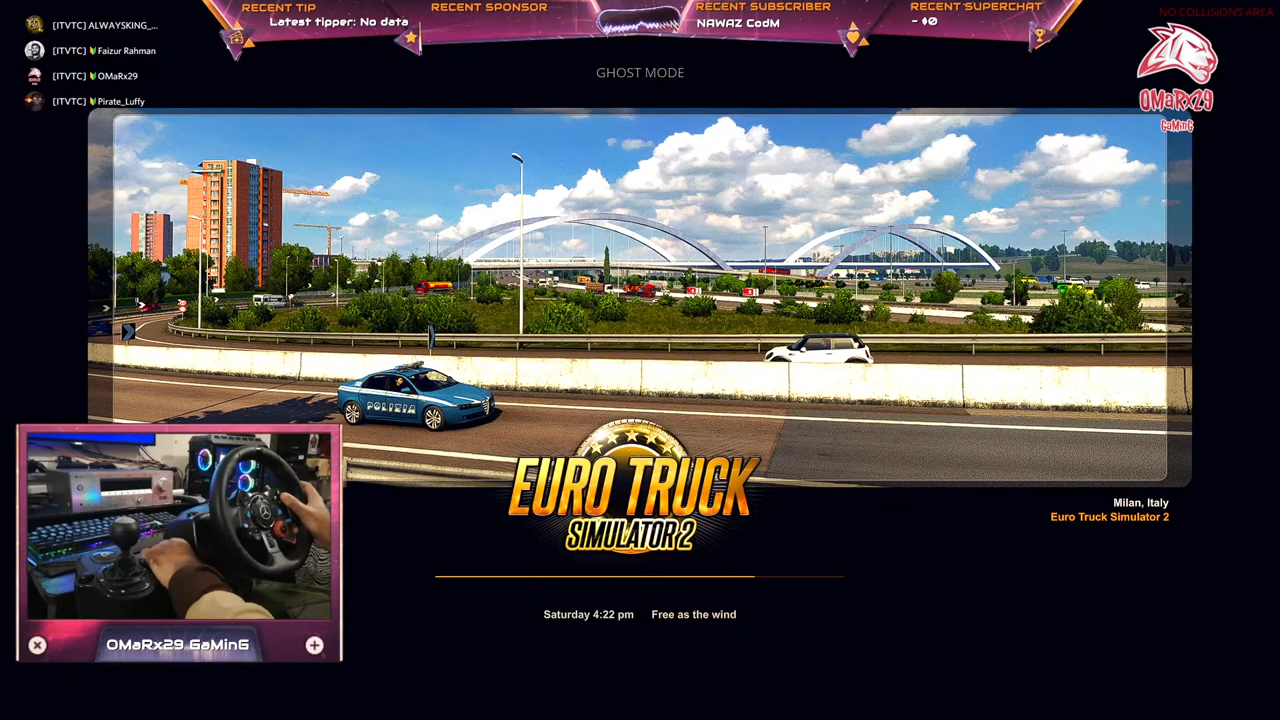 RECENT TIP
Latest tipper: No data
RECENT SPONSOR
RECENT SUBSCRIBER
NAWAZ CodM
RECENT SUPERCHAT
- $0
NO COLLISIONS AREA
[ITVTC] ALWAYSKING_...
[ITVTC] Faizur Rahman
[ITVTC] OMaRx29
[ITVTC] Pirate_Luffy
GHOST MODE
OMaRx29
GaMinG
POLIZIA
EURO TRUCK
SIMULATOR 2
Milan, Italy
Euro Truck Simulator 2
Saturday 4:22 pm Free as the wind
OMaRx29 GaMinG